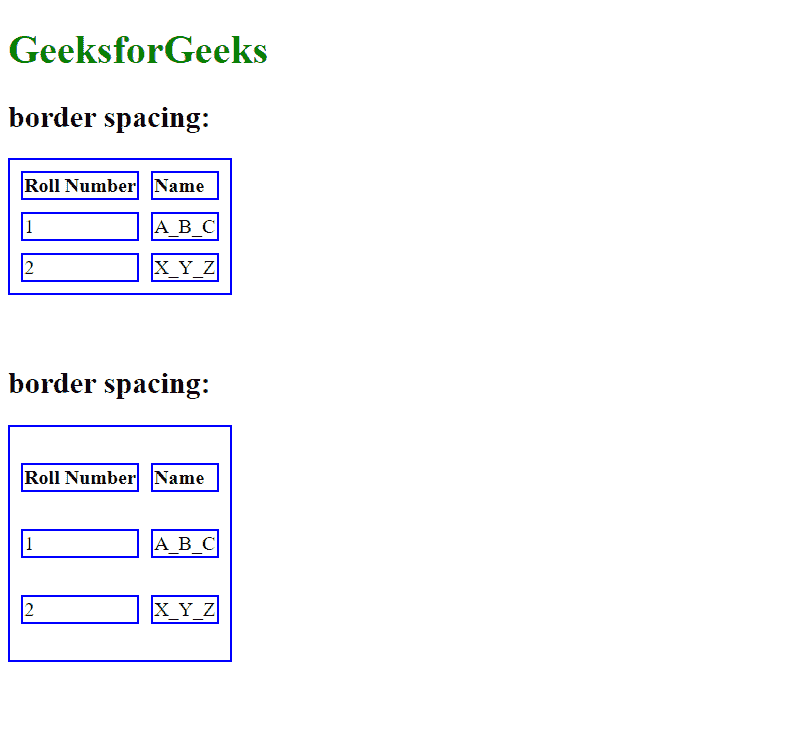 GeeksforGeeks
border spacing:
Roll Number Name
1 A_B_C
2 X_Y_Z
border spacing:
Roll Number Name
1 A_B_C
2 X_Y_Z